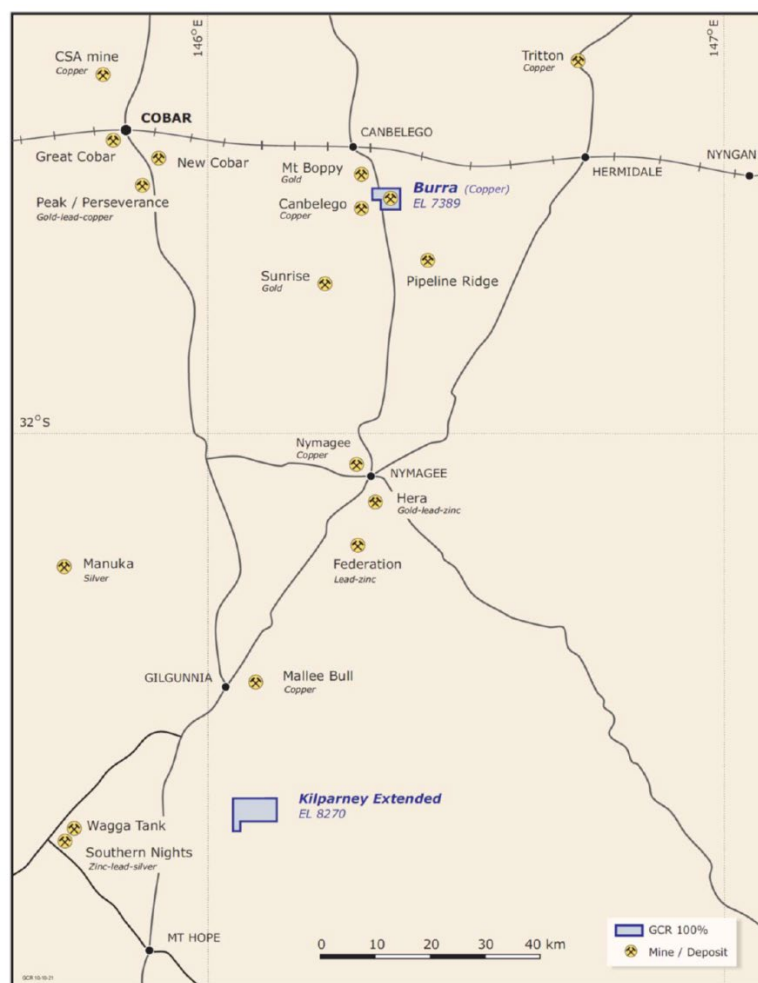 146°E
147°E
CSA mine
Copper
Tritton
Copper
COBAR
CANBELEGO
Great Cobar
New Cobar
Mt Boppy
Gold
HERMIDALE
NYNGAN
Peak / Perseverance
Gold-lead-copper
Canbelego
Copper
Burra (Copper)
EL 7389
Sunrise
Gold
Pipeline Ridge
32°S
Nymagee
Copper
NYMAGEE
Hera
Gold-lead-zinc
Manuka
Silver
Federation
Lead-zinc
GILGUNNIA
Mallee Bull
Copper
Kilparney Extended
EL 8270
Wagga Tank
Southern Nights
Zinc-lead-silver
MT HOPE
0 10 20 30 40 km
GCR 100%
Mine / Deposit